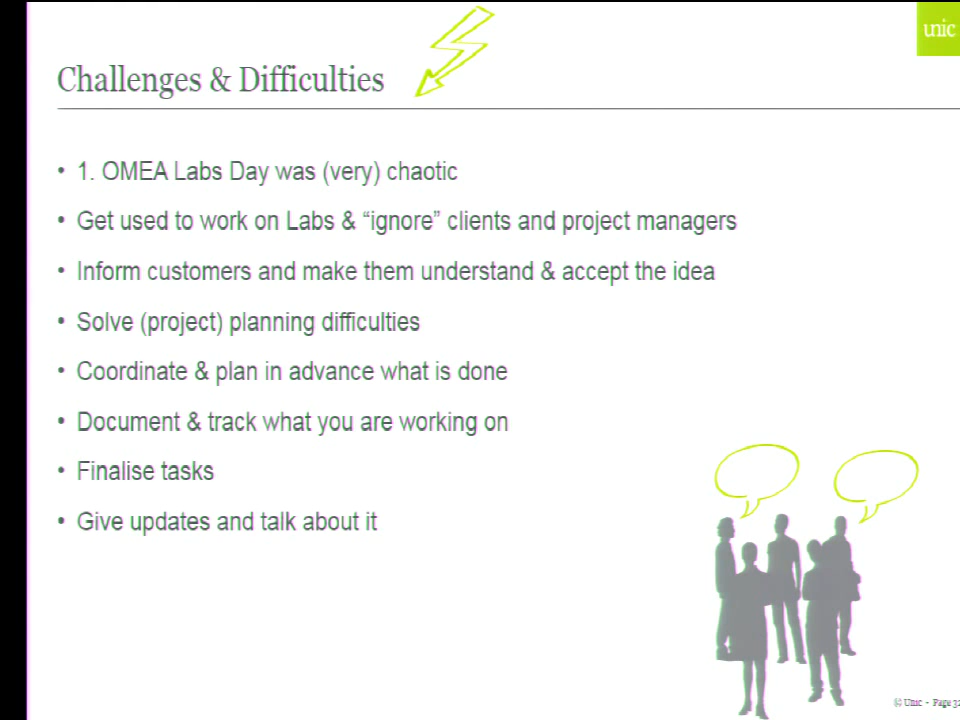 unic
Challenges & Difficulties
• 1. OMEA Labs Day was (very) chaotic
• Get used to work on Labs & “ignore” clients and project managers
• Inform customers and make them understand & accept the idea
• Solve (project) planning difficulties
• Coordinate & plan in advance what is done
• Document & track what you are working on
• Finalise tasks
• Give updates and talk about it
© Unic - Page 32